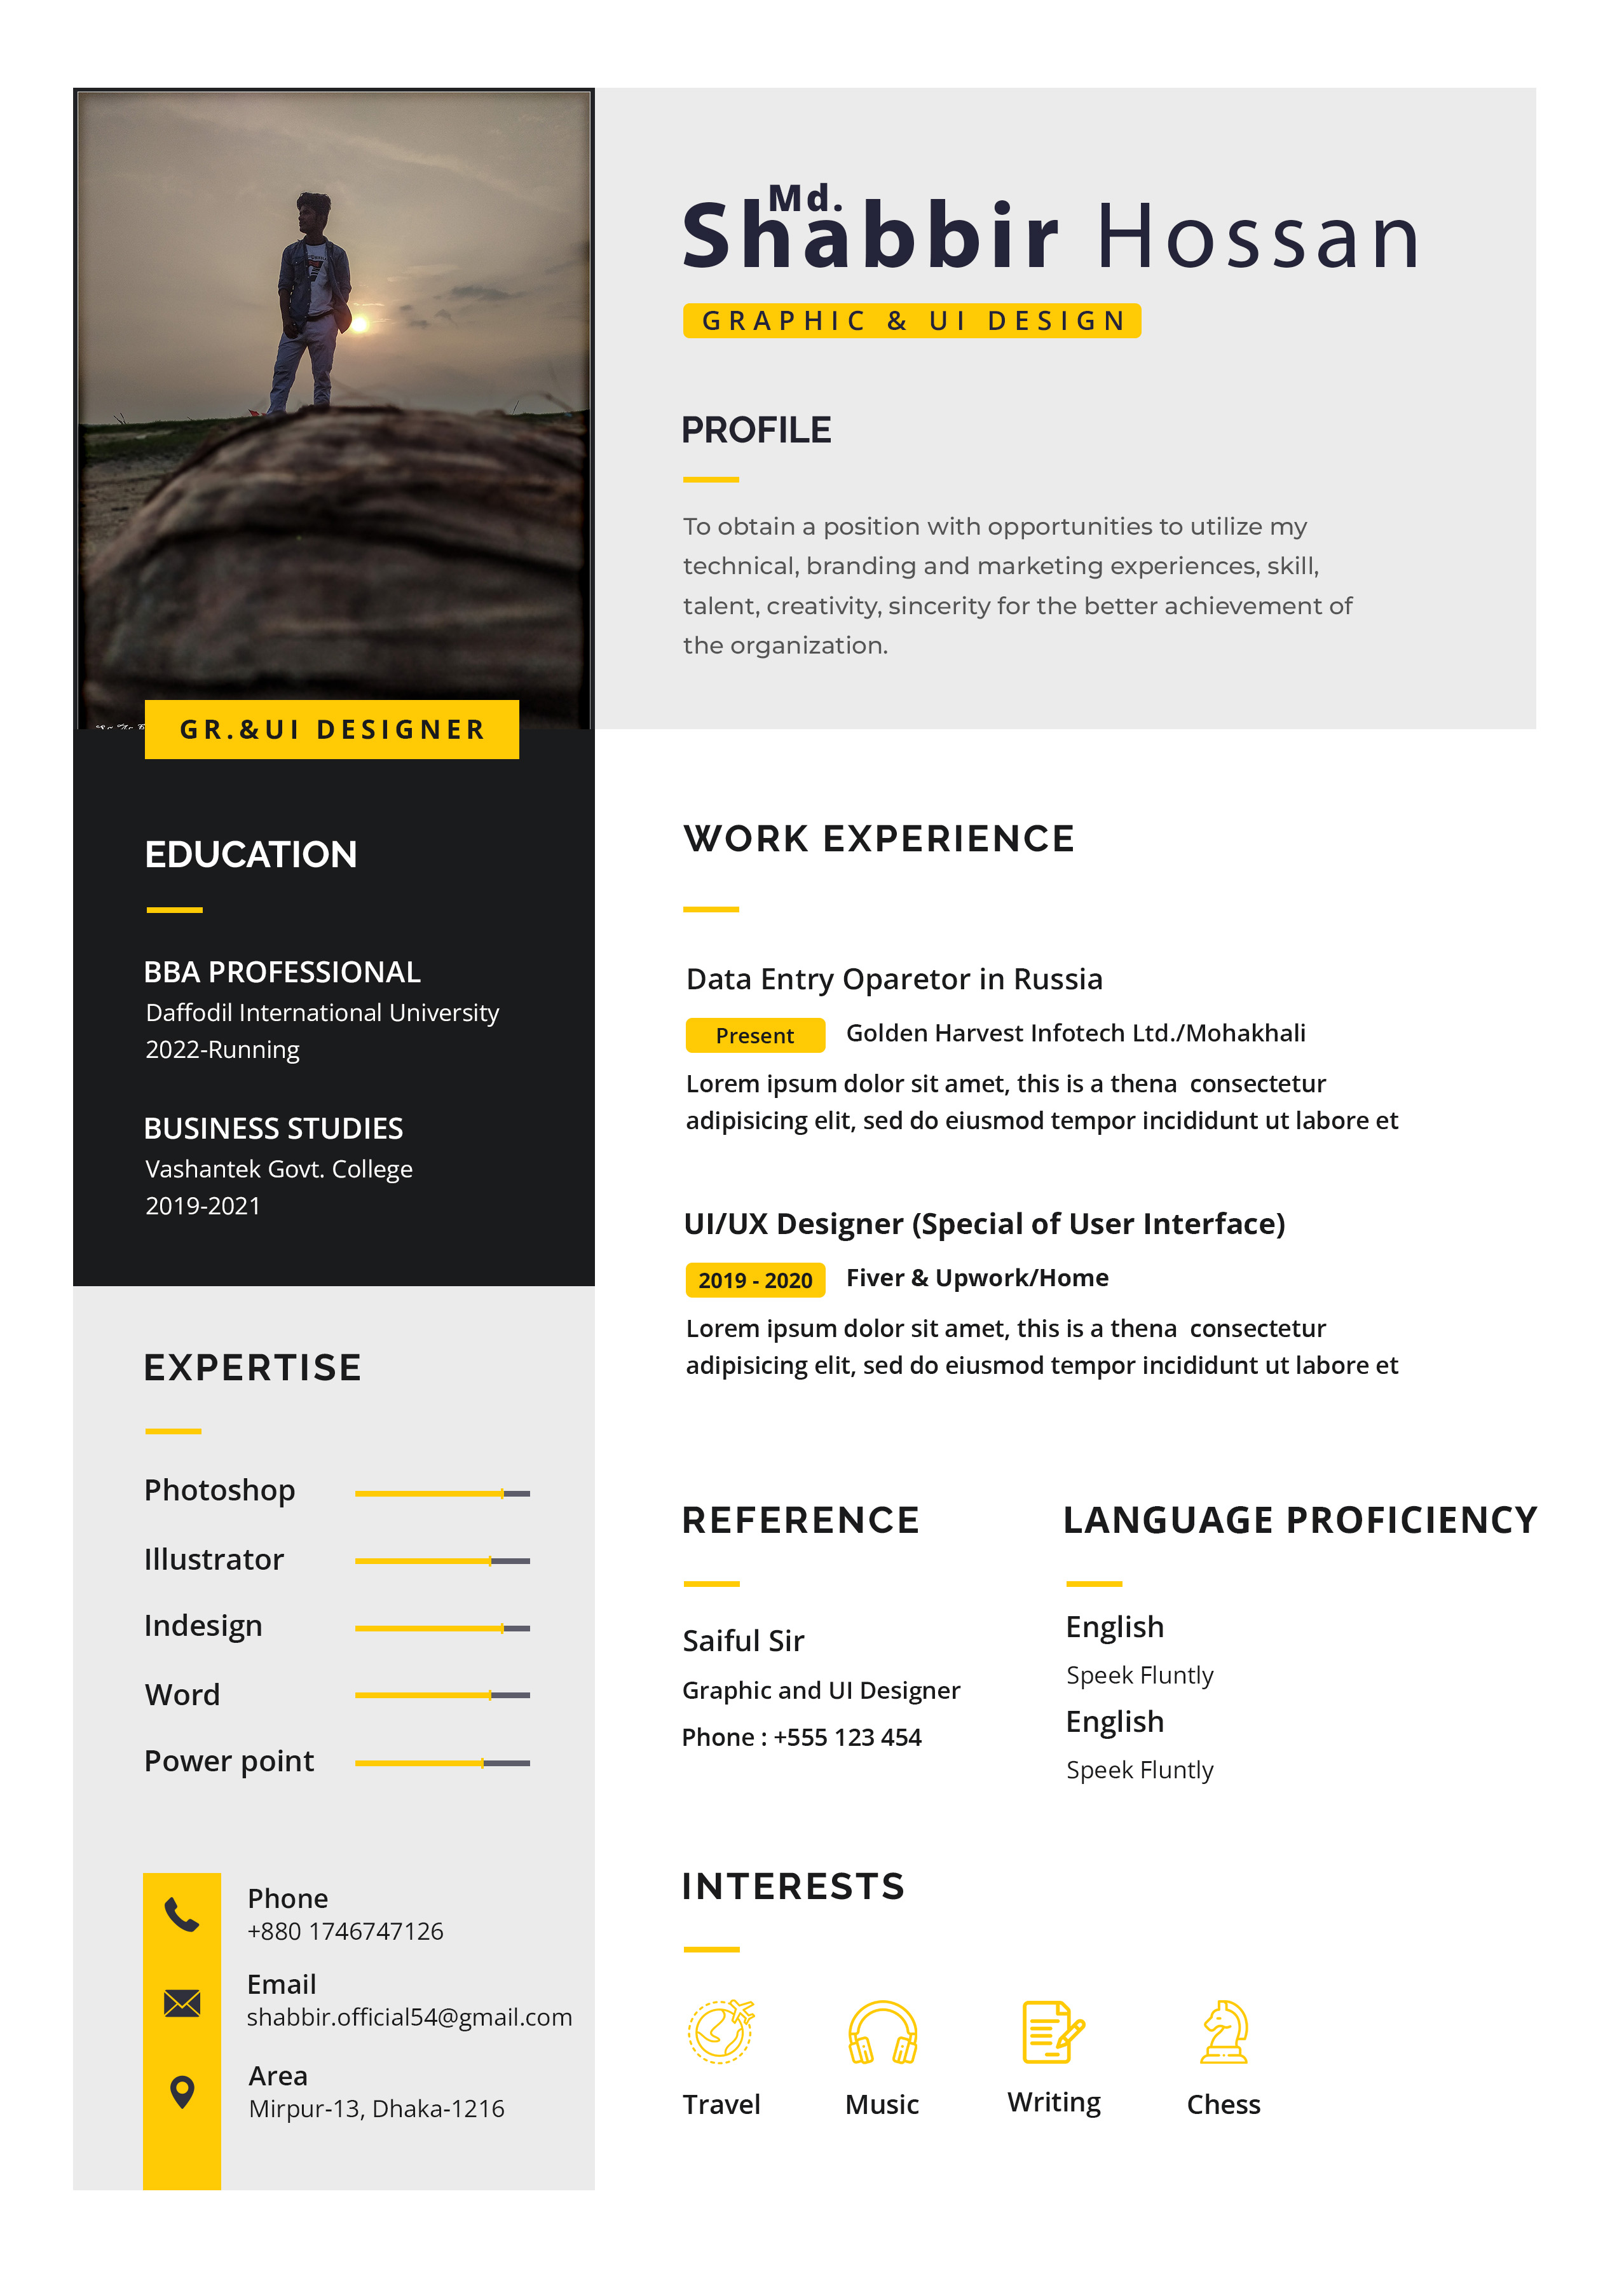 Md.
Shabbir Hossan
GRAPHIC & UI DESIGN
PROFILE
To obtain a position with opportunities to utilize my
technical, branding and marketing experiences, skill,
talent, creativity, sincerity for the better achievement of
the organization.
GR.&UI DESIGNER
EDUCATION
BBA PROFESSIONAL
Daffodil International University
2022-Running
BUSINESS STUDIES
Vashantek Govt. College
2019-2021
EXPERTISE
Photoshop
Illustrator
Indesign
Word
Power point
Phone
+880 1746747126
Email
shabbir.official54@gmail.com
Area
Mirpur-13, Dhaka-1216
WORK EXPERIENCE
Data Entry Oparetor in Russia
Present Golden Harvest Infotech Ltd./Mohakhali
Lorem ipsum dolor sit amet, this is a thena consectetur
adipisicing elit, sed do eiusmod tempor incididunt ut labore et
UI/UX Designer (Special of User Interface)
2019 - 2020 Fiver & Upwork/Home
Lorem ipsum dolor sit amet, this is a thena consectetur
adipisicing elit, sed do eiusmod tempor incididunt ut labore et
REFERENCE
Saiful Sir
Graphic and UI Designer
Phone : +555 123 454
LANGUAGE PROFICIENCY
English
Speek Fluntly
English
Speek Fluntly
INTERESTS
Travel
Music
Writing
Chess